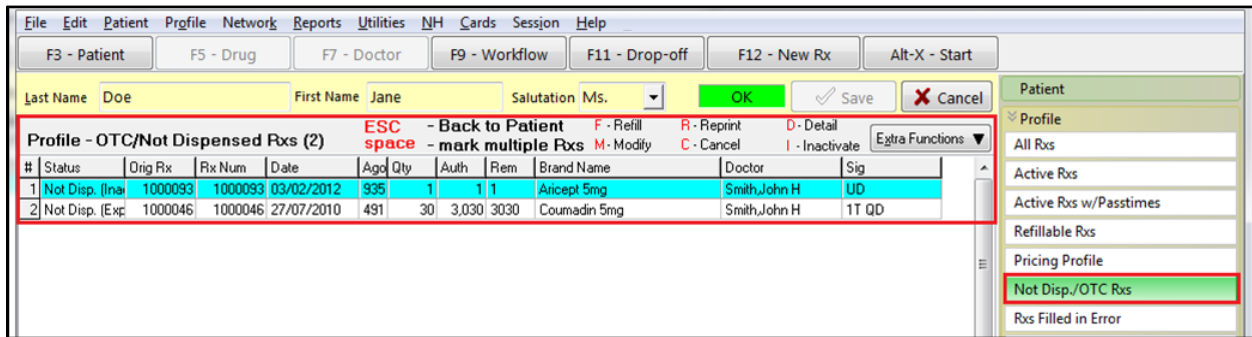 File Edit Patient Profile Network Reports Utilities NH Cards Session Help
F3 - Patient F5 - Drug F7 - Doctor F9 - Workflow F11 - Drop-off F12 - New Rx Alt-X - Start
Last Name Doe First Name Jane Salutation Ms. OK Save Cancel
Profile - OTC/Not Dispensed Rxs (2)
ESC - Back to Patient F - Refill R - Reprint D - Detail
space - mark multiple Rxs M - Modify C - Cancel I - Inactivate Extra Functions
# Status Orig Rx Rx Num Date Ago Qty Auth Rem Brand Name Doctor Sig
1 Not Disp. (Ina 1000093 1000093 03/02/2012 935 1 1 1 Aricept 5mg Smith,John H UD
2 Not Disp. (Exp 1000046 1000046 27/07/2010 491 30 3,030 3030 Coumadin 5mg Smith,John H 1T QD
Patient
Profile
All Rxs
Active Rxs
Active Rxs w/Passtimes
Refillable Rxs
Pricing Profile
Not Disp./OTC Rxs
Rxs Filled in Error